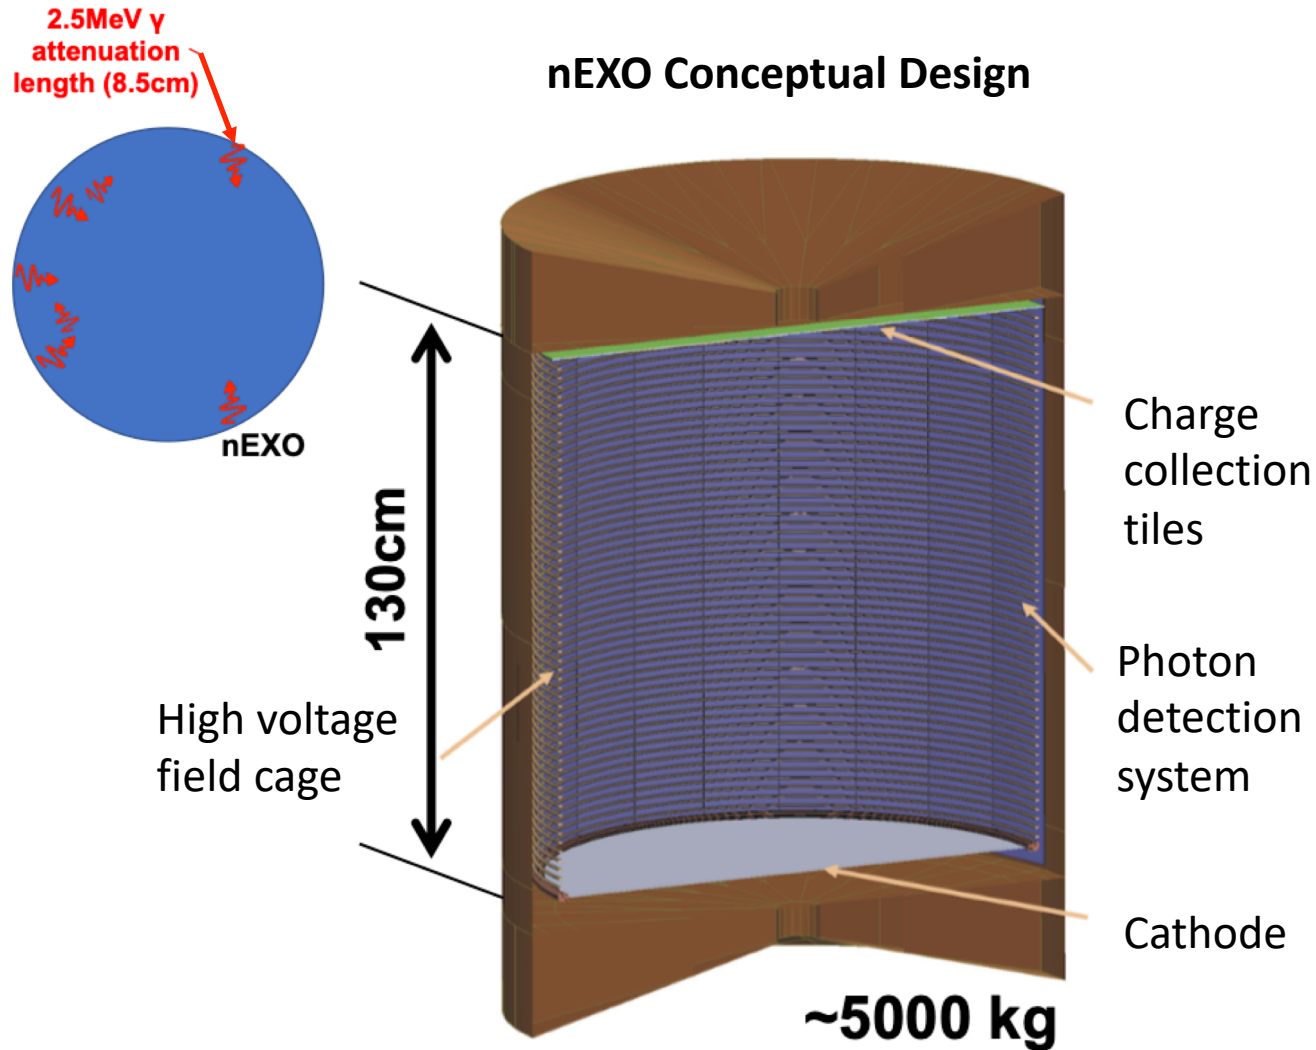 2.5MeV γ
attenuation
length (8.5cm)
nEXO Conceptual Design
nEXO
130cm
Charge
collection
tiles
High voltage
field cage
Photon
detection
system
Cathode
~5000 kg